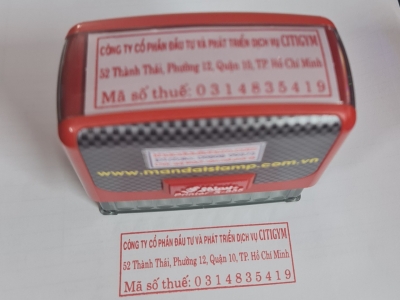 CÔNG TY CỔ PHẦN ĐẦU TƯ VÀ PHÁT TRIỂN DỊCH VỤ CITIGYM
52 Thành Thái, Phường 12, Quận 10, TP. Hồ Chí Minh
Mã số thuế: 0314835419
www.mandalstamp.com.vn
Shiny
CÔNG TY CỔ PHẦN ĐẦU TƯ VÀ PHÁT TRIỂN DỊCH VỤ CITIGYM
52 Thành Thái, Phường 12, Quận 10, TP. Hồ Chí Minh
Mã số thuế: 0314835419